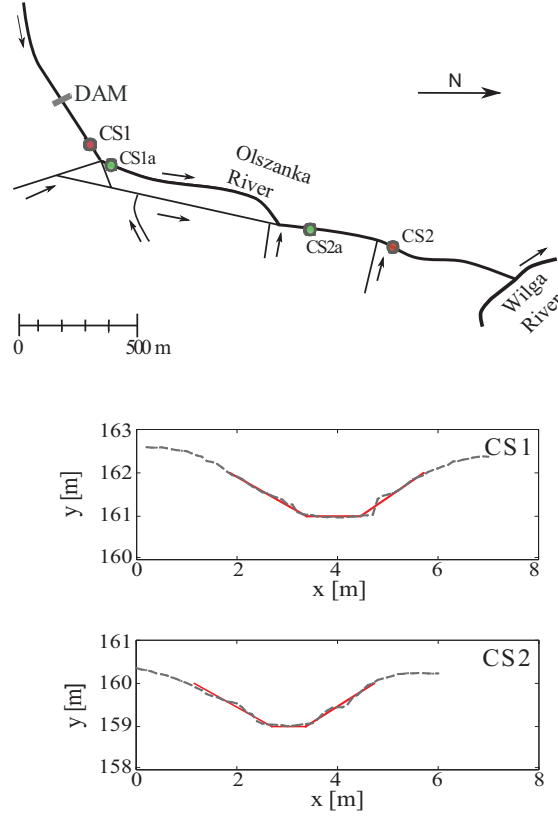 N
DAM
CS1
CS1a
Olszanka
River
CS2a
CS2
Wilga
River
0
500 m
163
162
161
160
y [m]
CS1
0
2
4
6
8
x [m]
161
160
159
158
y [m]
CS2
0
2
4
6
8
x [m]